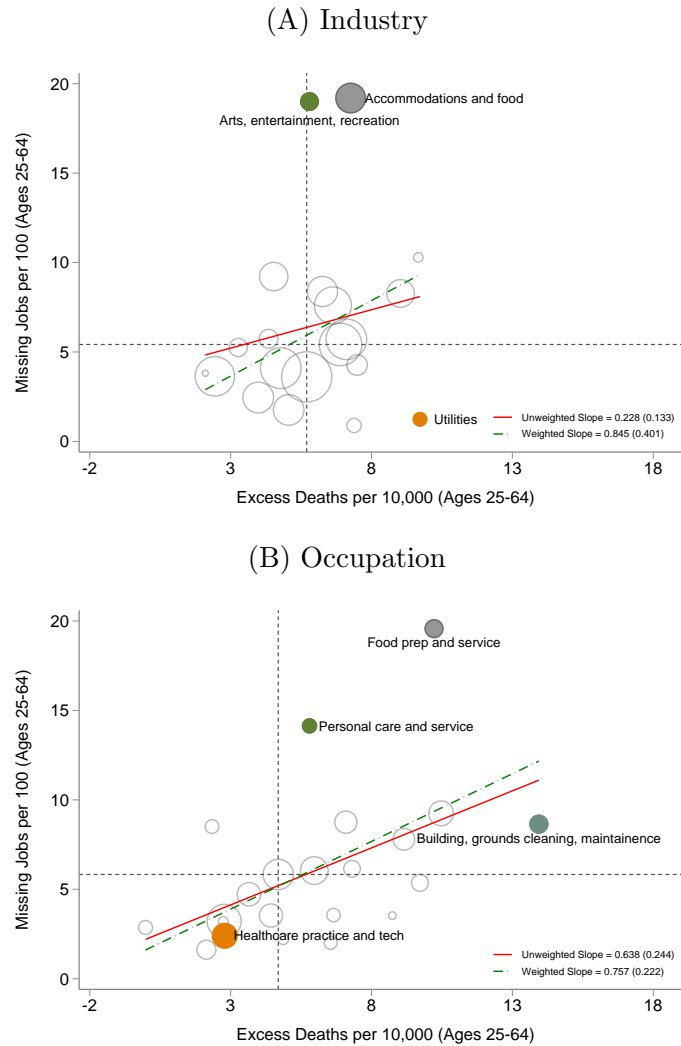 (A) Industry
20
15
10
5
0
Missing Jobs per 100 (Ages 25-64)
Accommodations and food
Arts, entertainment, recreation
Utilities
Unweighted Slope = 0.228 (0.133)
Weighted Slope = 0.845 (0.401)
-2 3 8 13 18
Excess Deaths per 10,000 (Ages 25-64)
(B) Occupation
20
15
10
5
0
Missing Jobs per 100 (Ages 25-64)
Food prep and service
Personal care and service
Building, grounds cleaning, maintainence
Healthcare practice and tech
Unweighted Slope = 0.638 (0.244)
Weighted Slope = 0.757 (0.222)
-2 3 8 13 18
Excess Deaths per 10,000 (Ages 25-64)